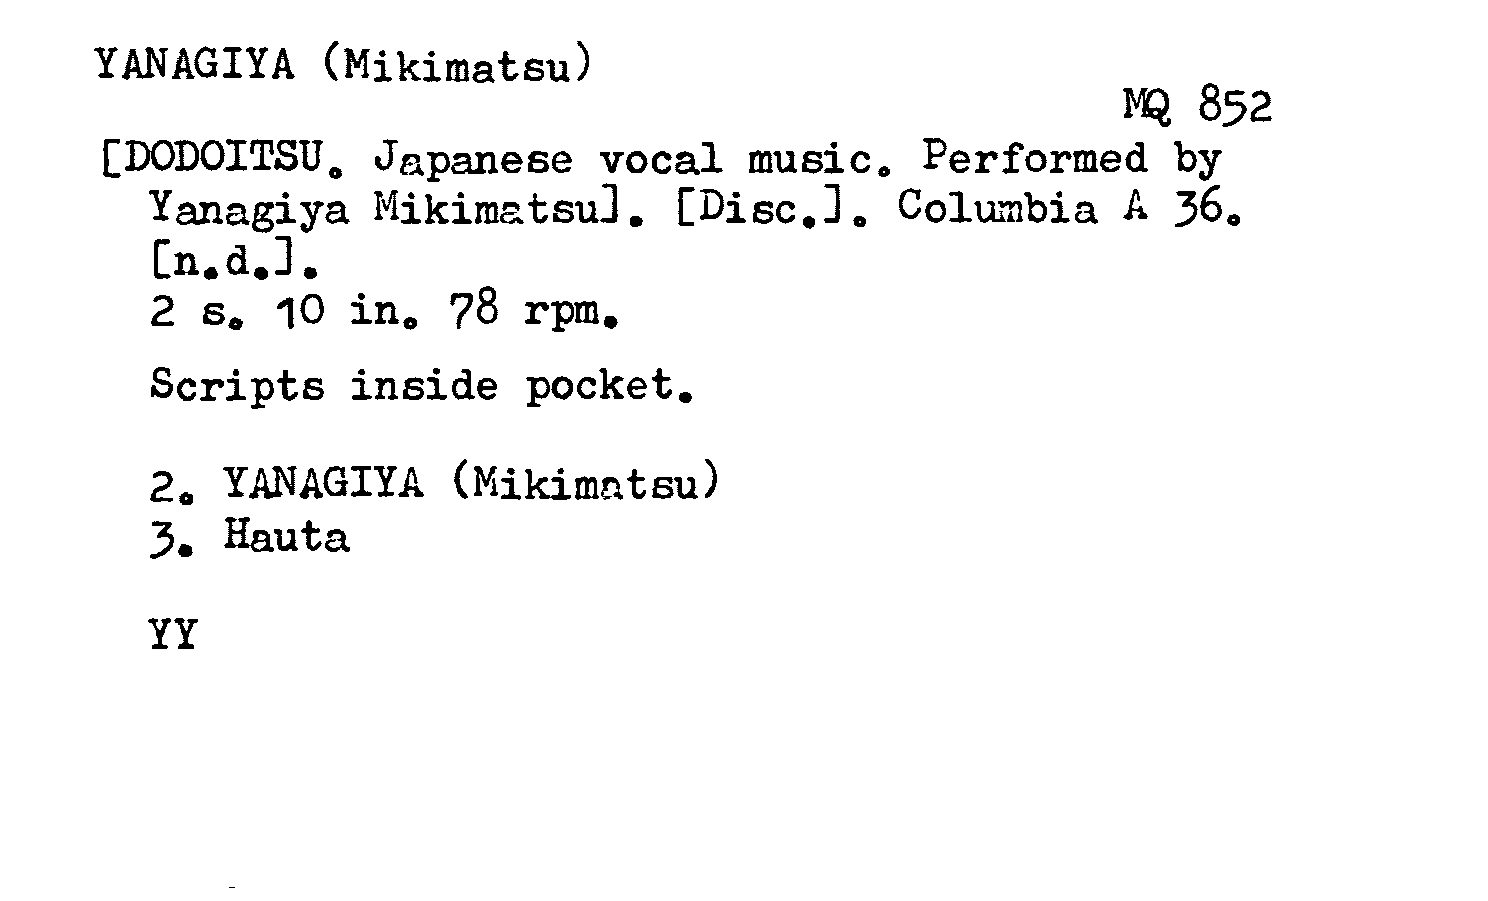 YANAGIYA (Mikimatsu)
MQ 852
[DODOITSU. Japanese vocal music. Performed by
Yanagiya Mikimatsu]. [Disc.]. Columbia A 36.
[n.d.].
2 s. 10 in. 78 rpm.
Scripts inside pocket.
2. YANAGIYA (Mikimatsu)
3. Hauta
YY